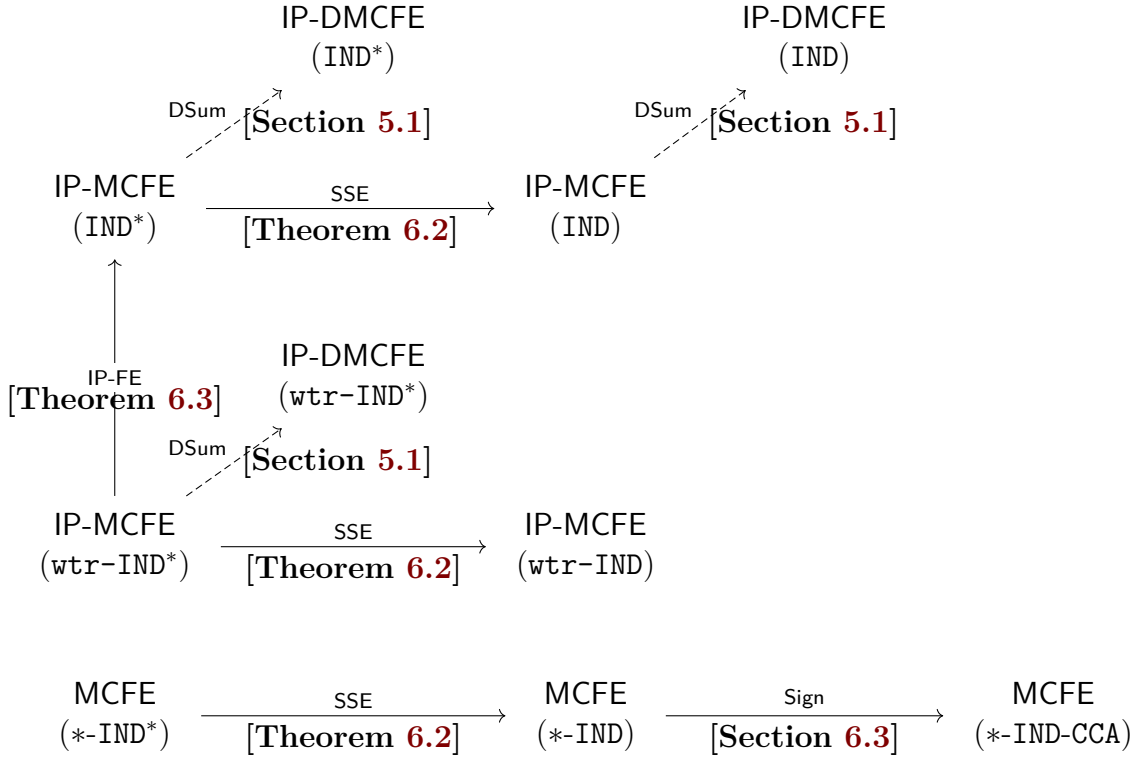 IP-DMCFE
(IND*)
IP-DMCFE
(IND)
DSum
[Section 5.1]
DSum
[Section 5.1]
IP-MCFE
(IND*)
SSE
[Theorem 6.2]
IP-MCFE
(IND)
IP-FE
[Theorem 6.3]
IP-DMCFE
(wtr-IND*)
DSum
[Section 5.1]
IP-MCFE
(wtr-IND*)
SSE
[Theorem 6.2]
IP-MCFE
(wtr-IND)
MCFE
(*-IND*)
SSE
[Theorem 6.2]
MCFE
(*-IND)
Sign
[Section 6.3]
MCFE
(*-IND-CCA)